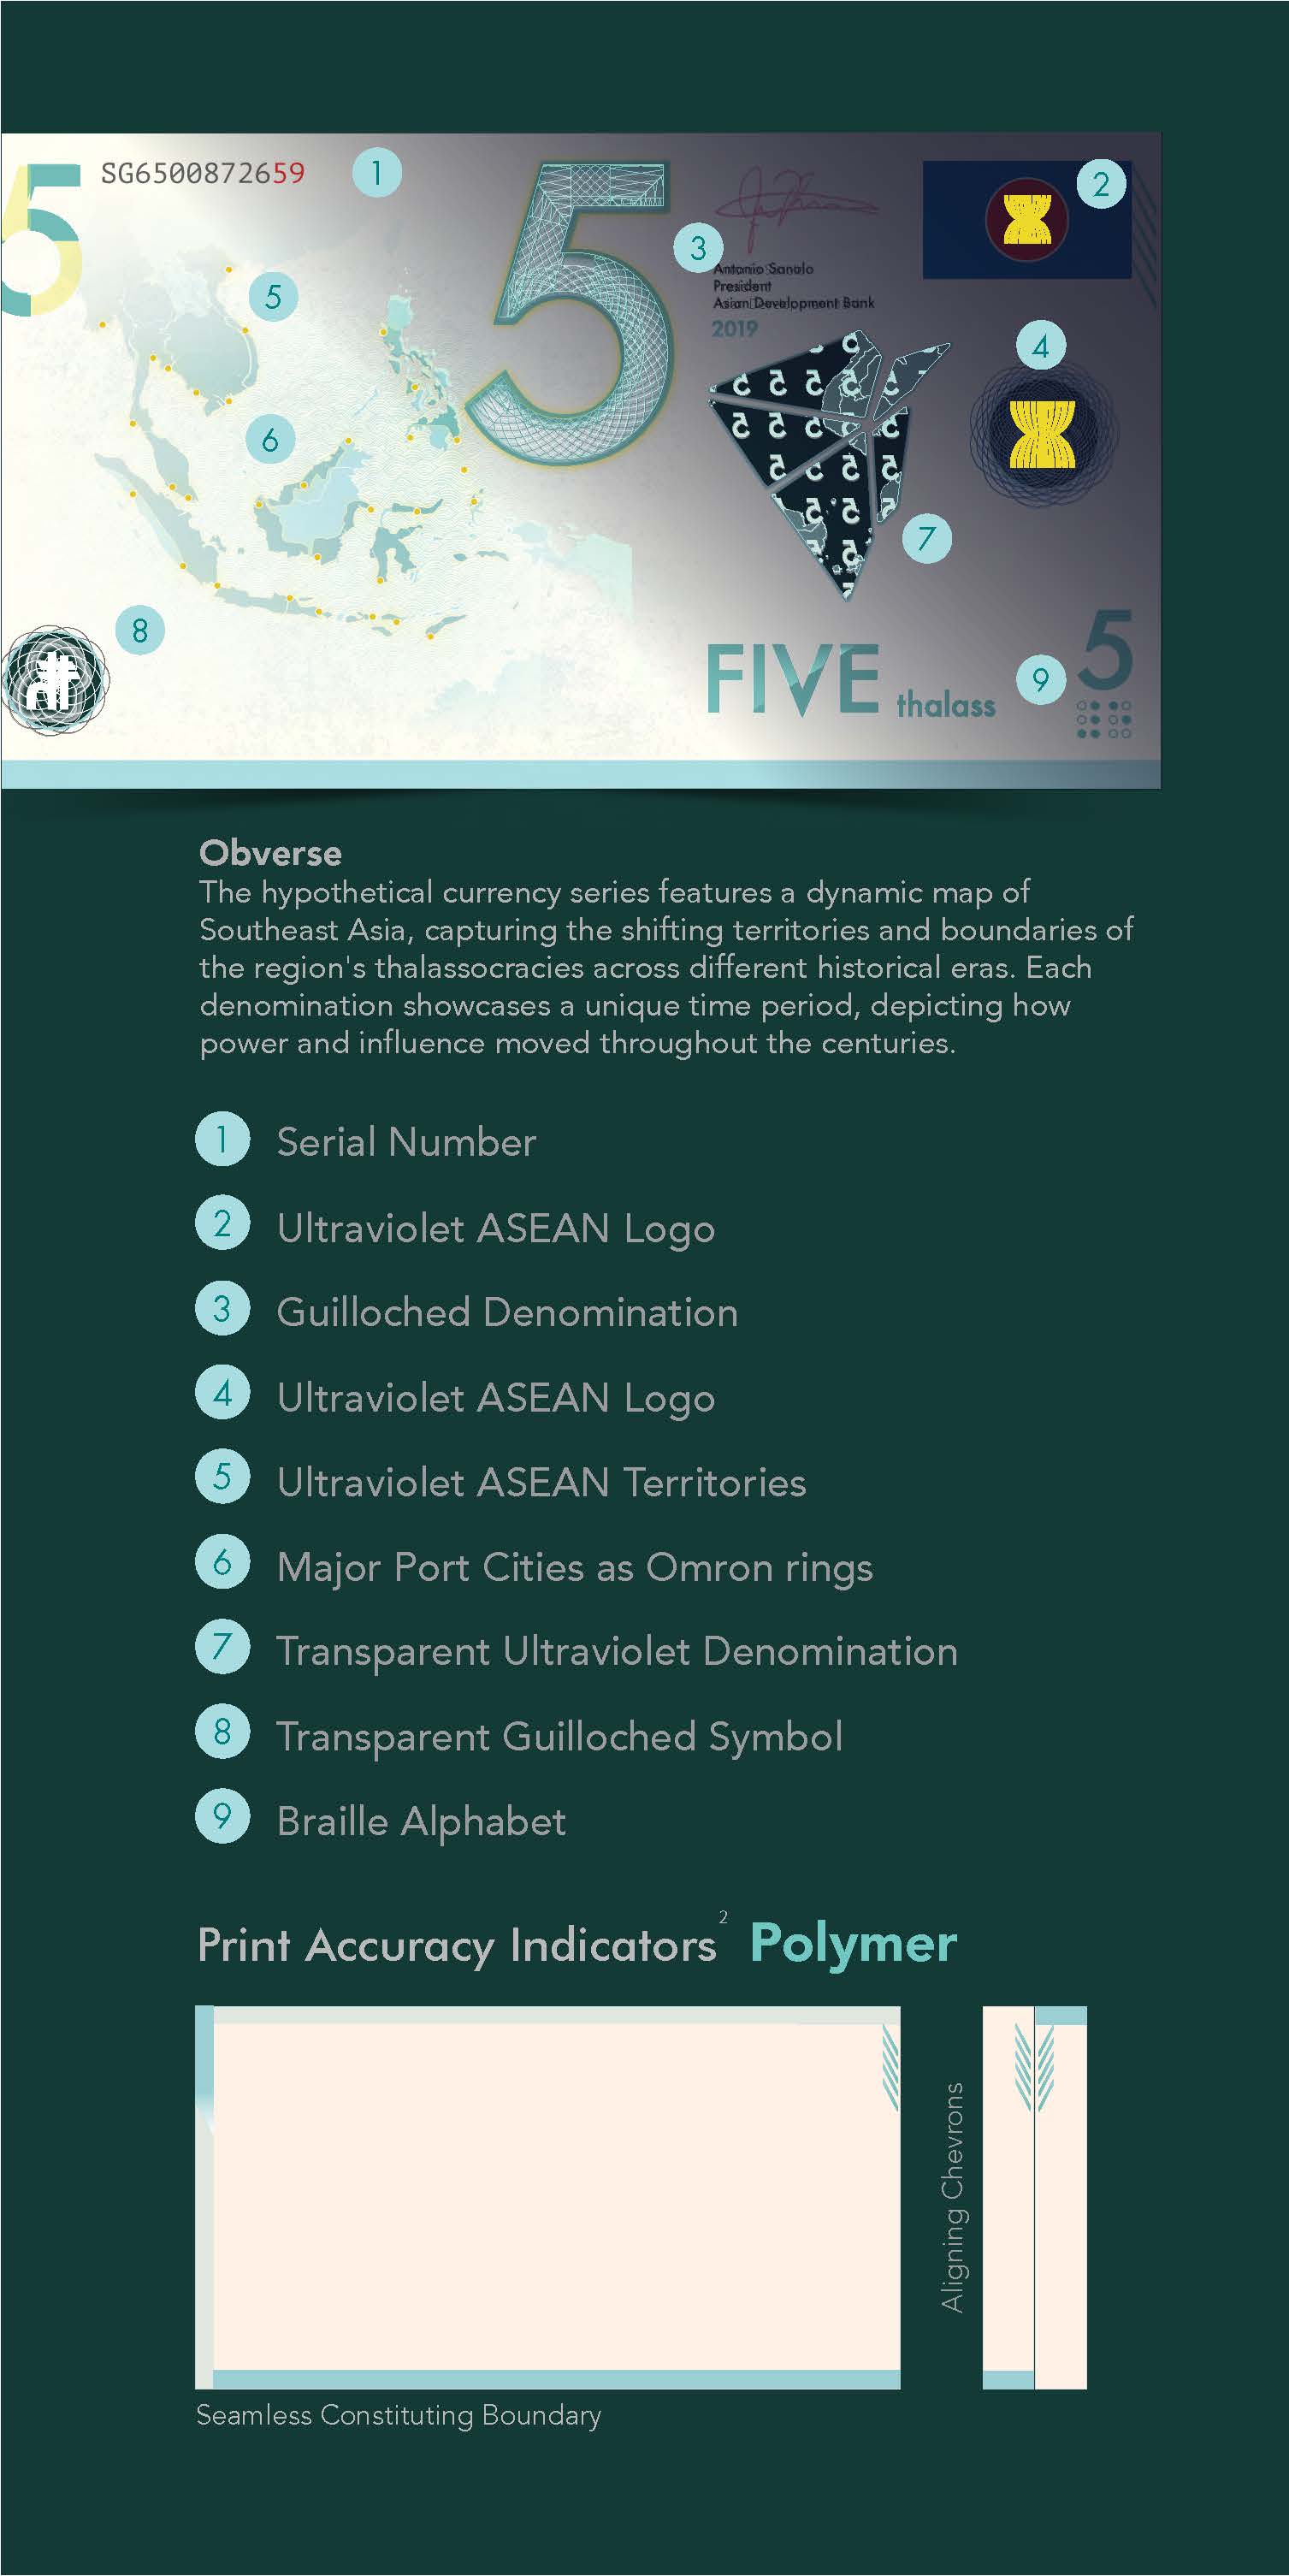 5
SG6500872659
1
5
2
3
Antonio Sanolo
President
Asian Development Bank
2019
5
4
6
7
8
FIVE thalass
9
5
Obverse
The hypothetical currency series features a dynamic map of
Southeast Asia, capturing the shifting territories and boundaries of
the region's thalassocracies across different historical eras. Each
denomination showcases a unique time period, depicting how
power and influence moved throughout the centuries.
1 Serial Number
2 Ultraviolet ASEAN Logo
3 Guilloched Denomination
4 Ultraviolet ASEAN Logo
5 Ultraviolet ASEAN Territories
6 Major Port Cities as Omron rings
7 Transparent Ultraviolet Denomination
8 Transparent Guilloched Symbol
9 Braille Alphabet
Print Accuracy Indicators2 Polymer
Aligning Chevrons
Seamless Constituting Boundary